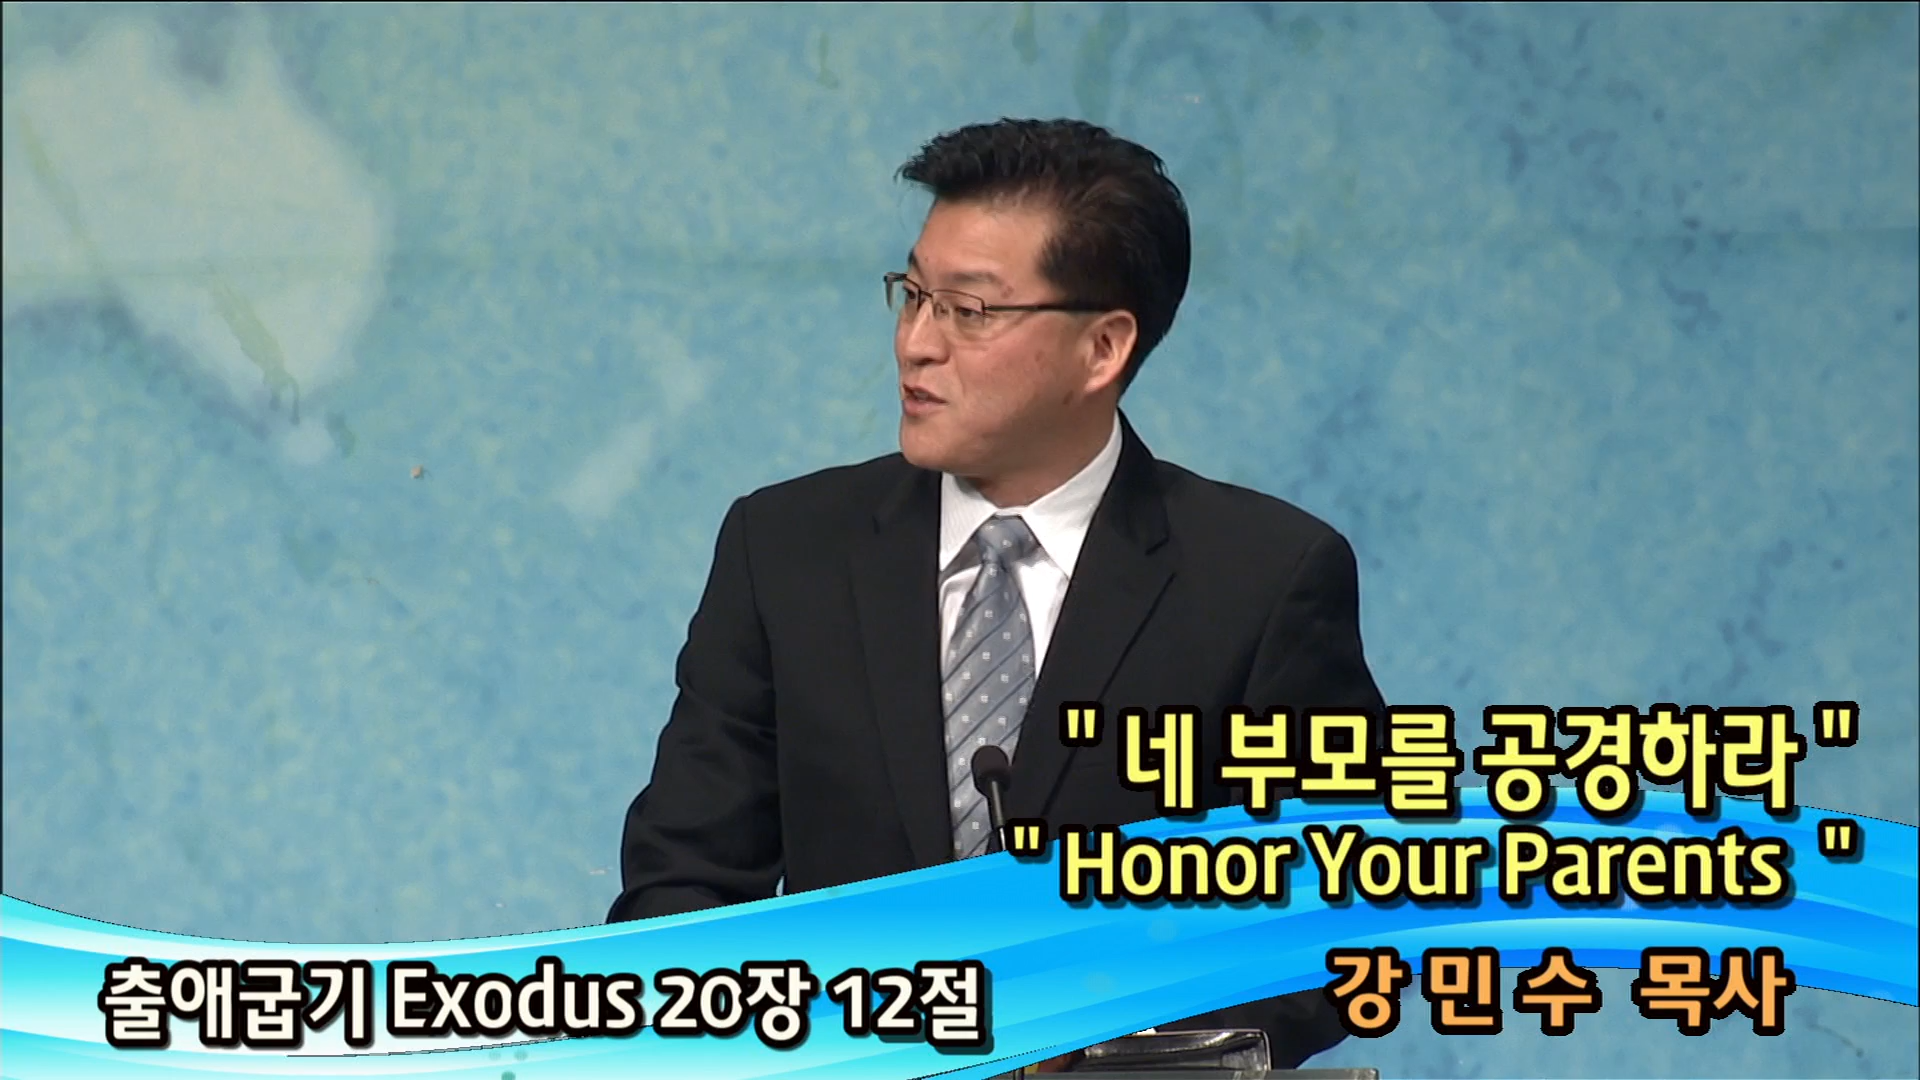 " 네 부모를 공경하라 "
" Honor Your Parents "
출애굽기 Exodus 20장 12절
강 민 수 목사